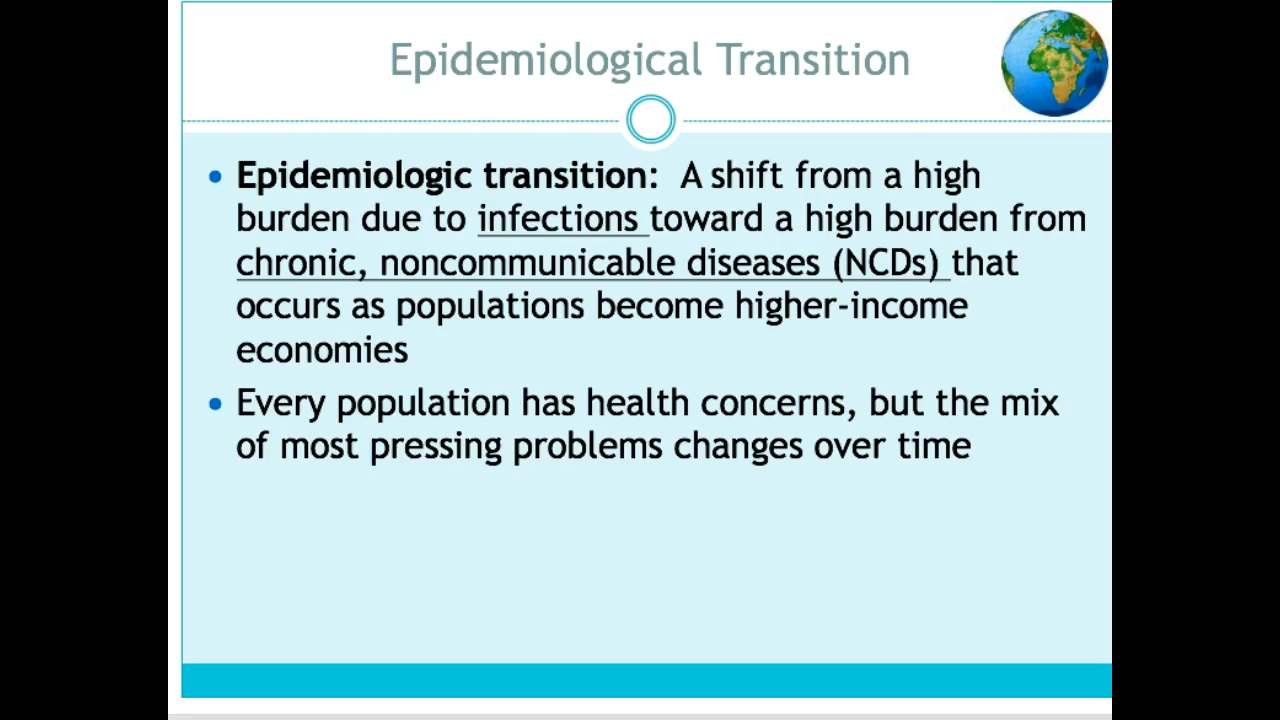 Epidemiological Transition
• Epidemiologic transition: A shift from a high
burden due to infections toward a high burden from
chronic, noncommunicable diseases (NCDs) that
occurs as populations become higher-income
economies
• Every population has health concerns, but the mix
of most pressing problems changes over time